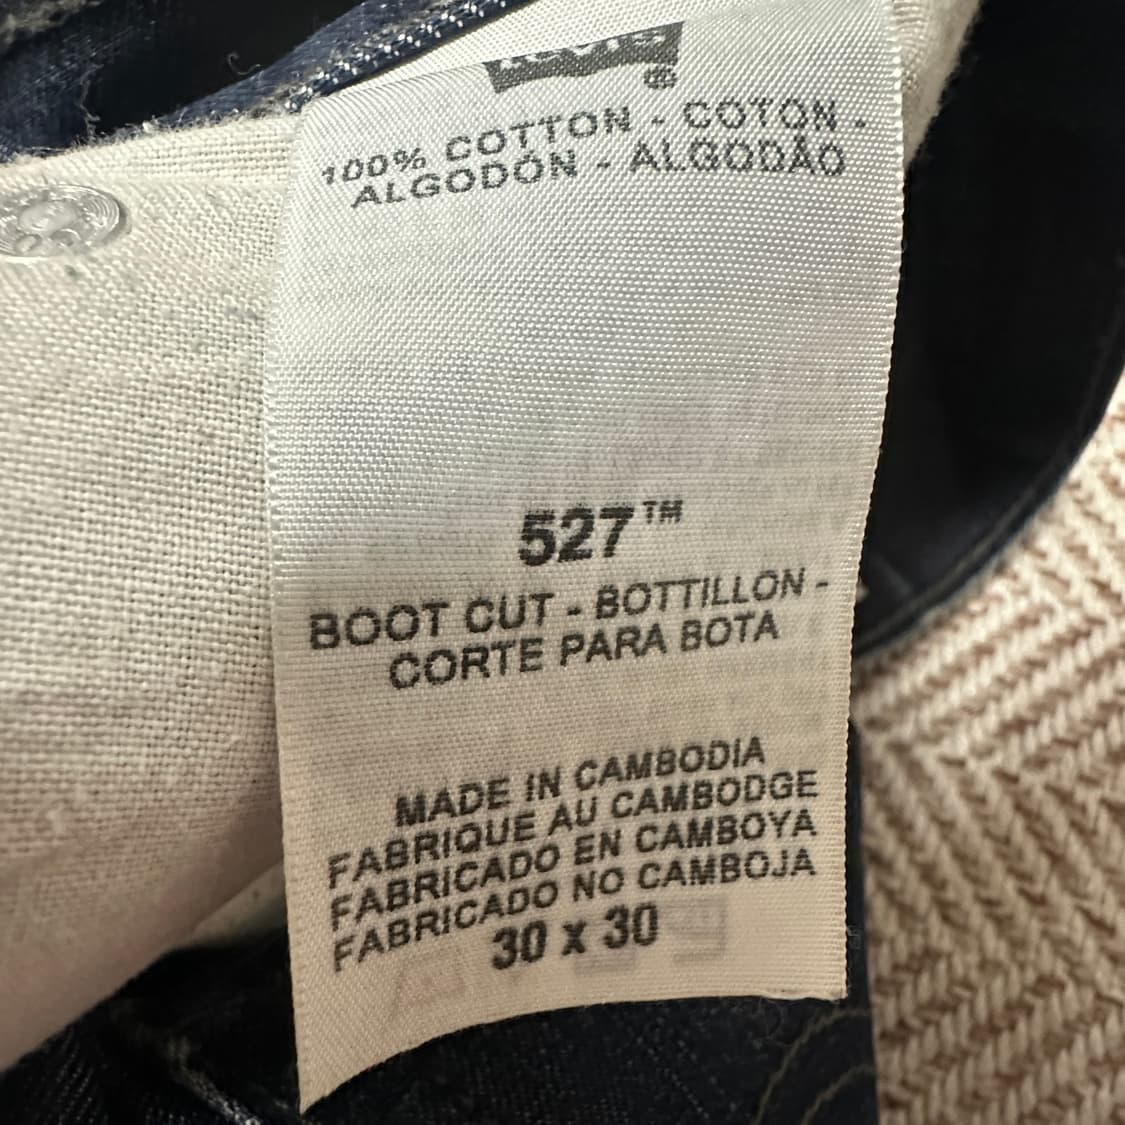 Levi's
®
100% COTTON - COTON -
ALGODÓN - ALGODÃO
527™
BOOT CUT - BOTTILLON -
CORTE PARA BOTA
MADE IN CAMBODIA
FABRIQUE AU CAMBODGE
FABRICADO EN CAMBOYA
FABRICADO NO CAMBOJA
30 x 30